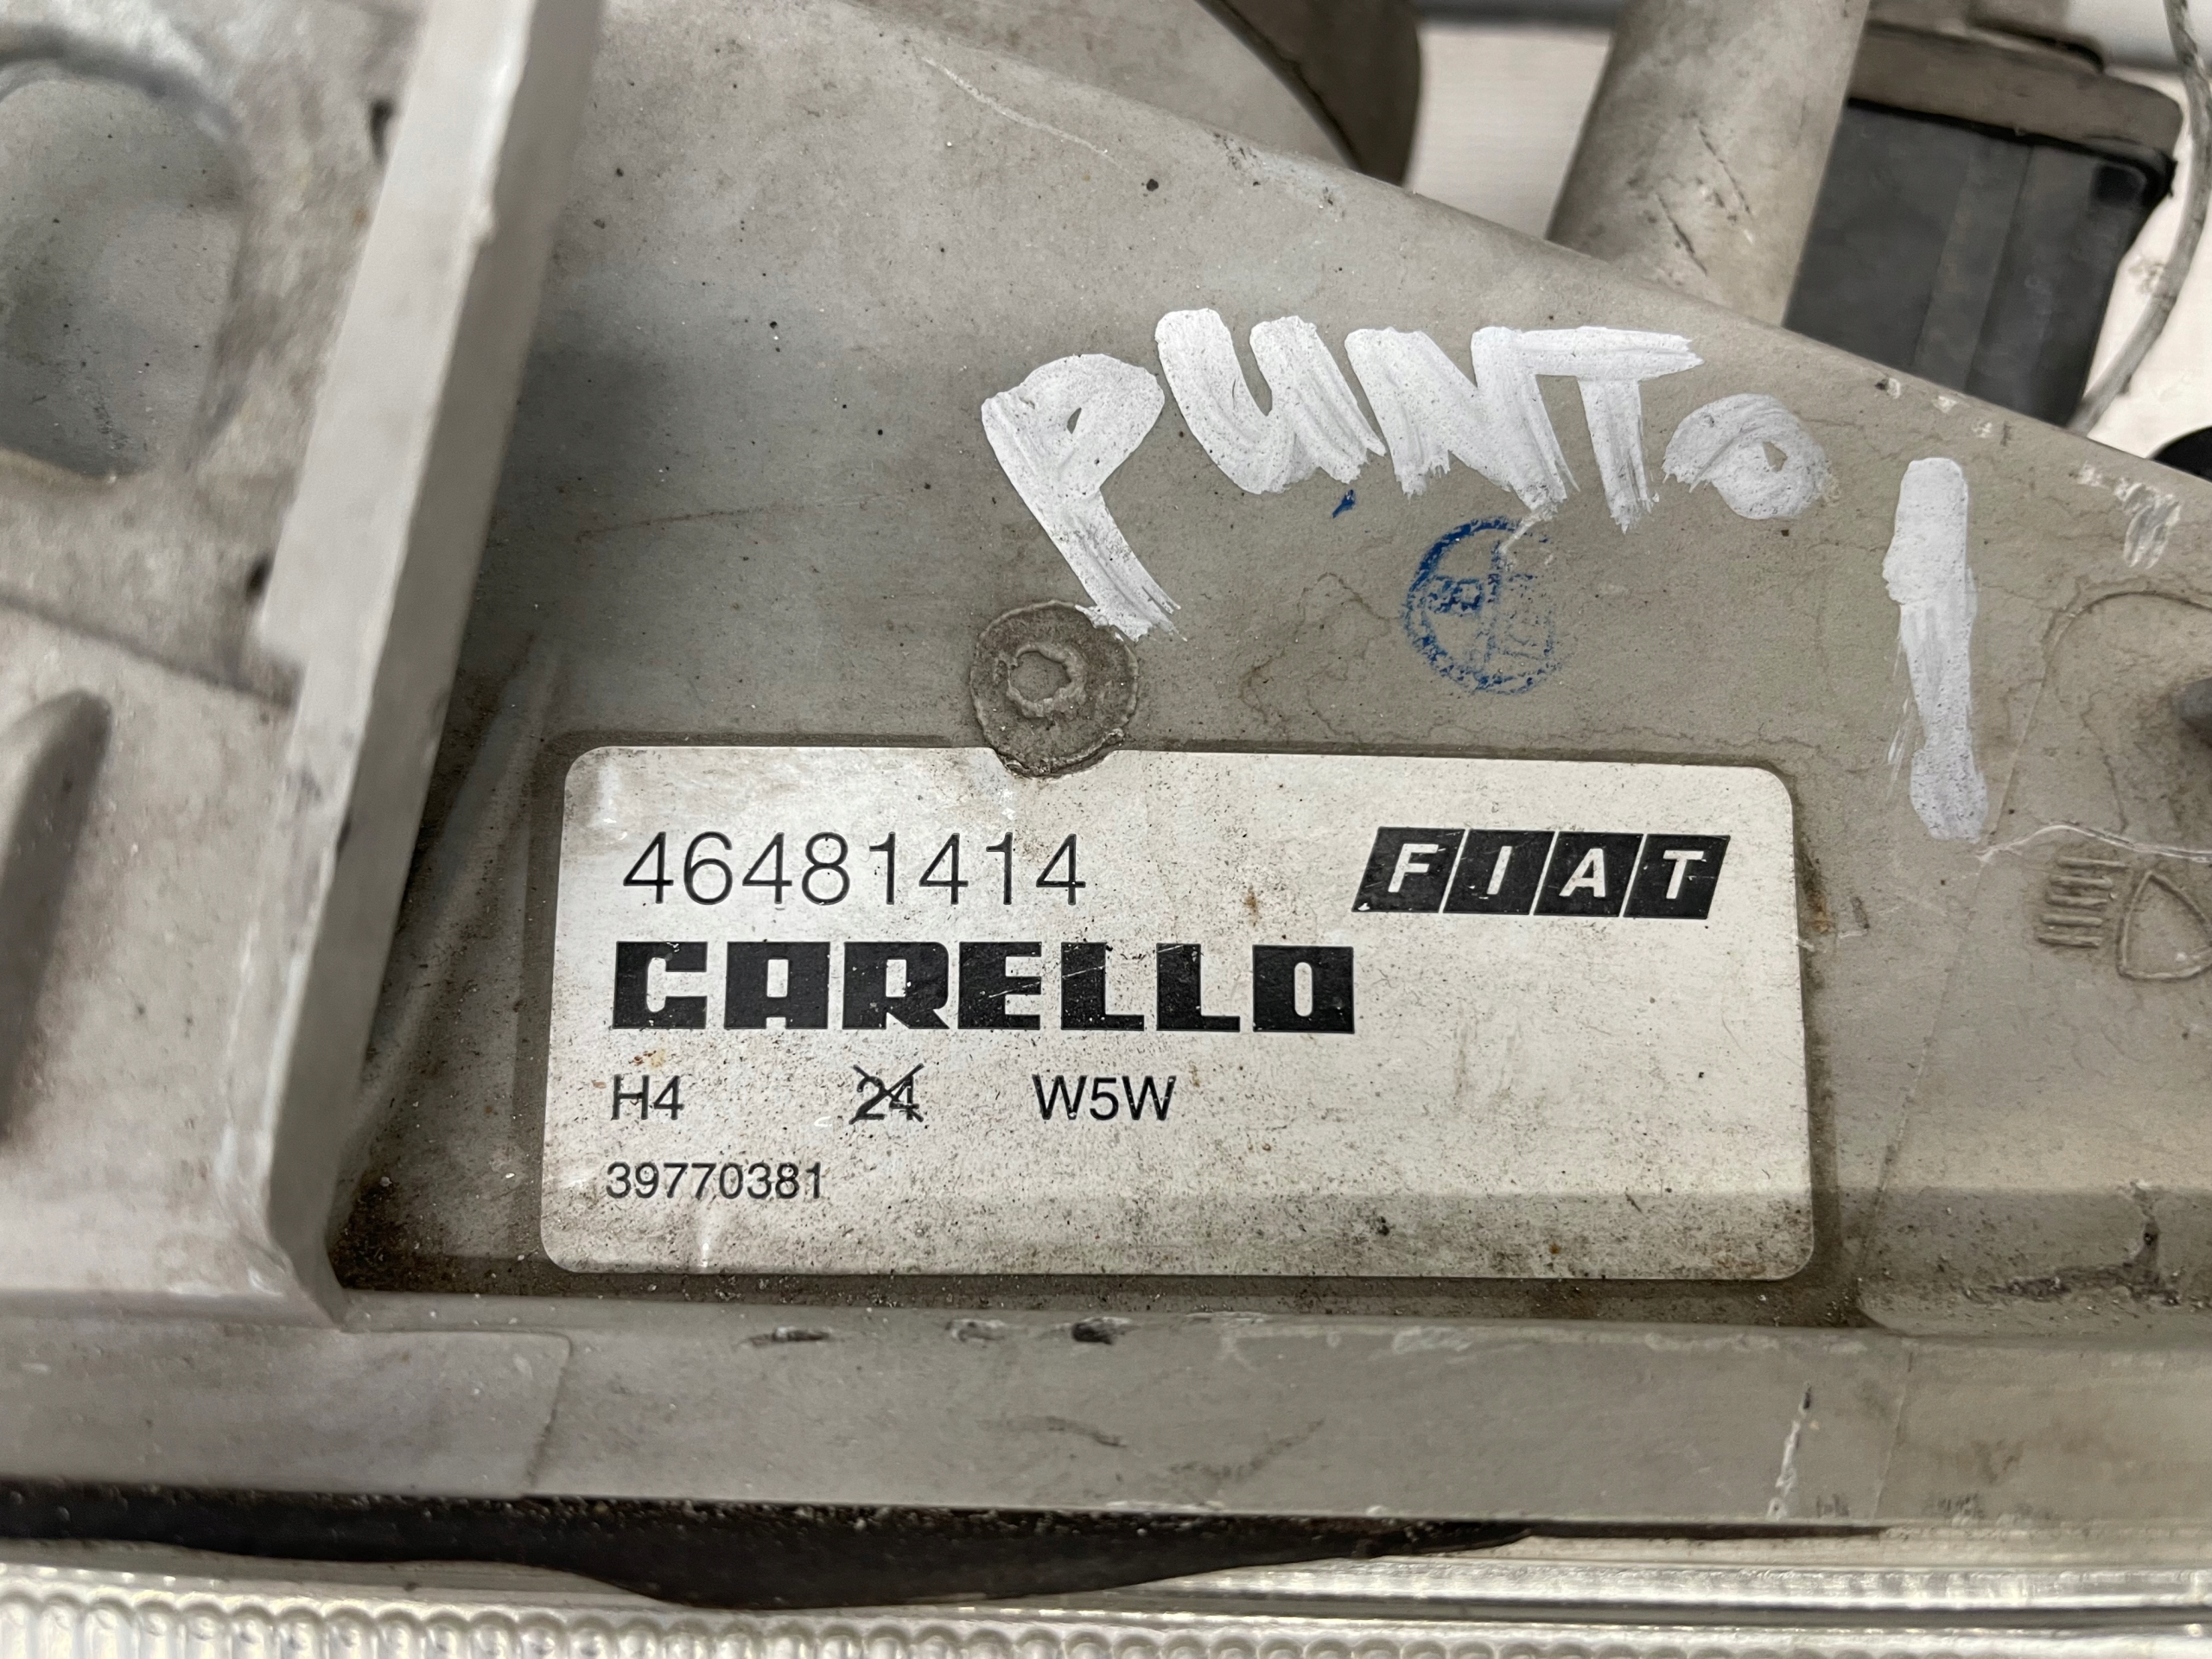 PUNTO 1
46481414 FIAT
CARELLO
H4 24 W5W
39770381